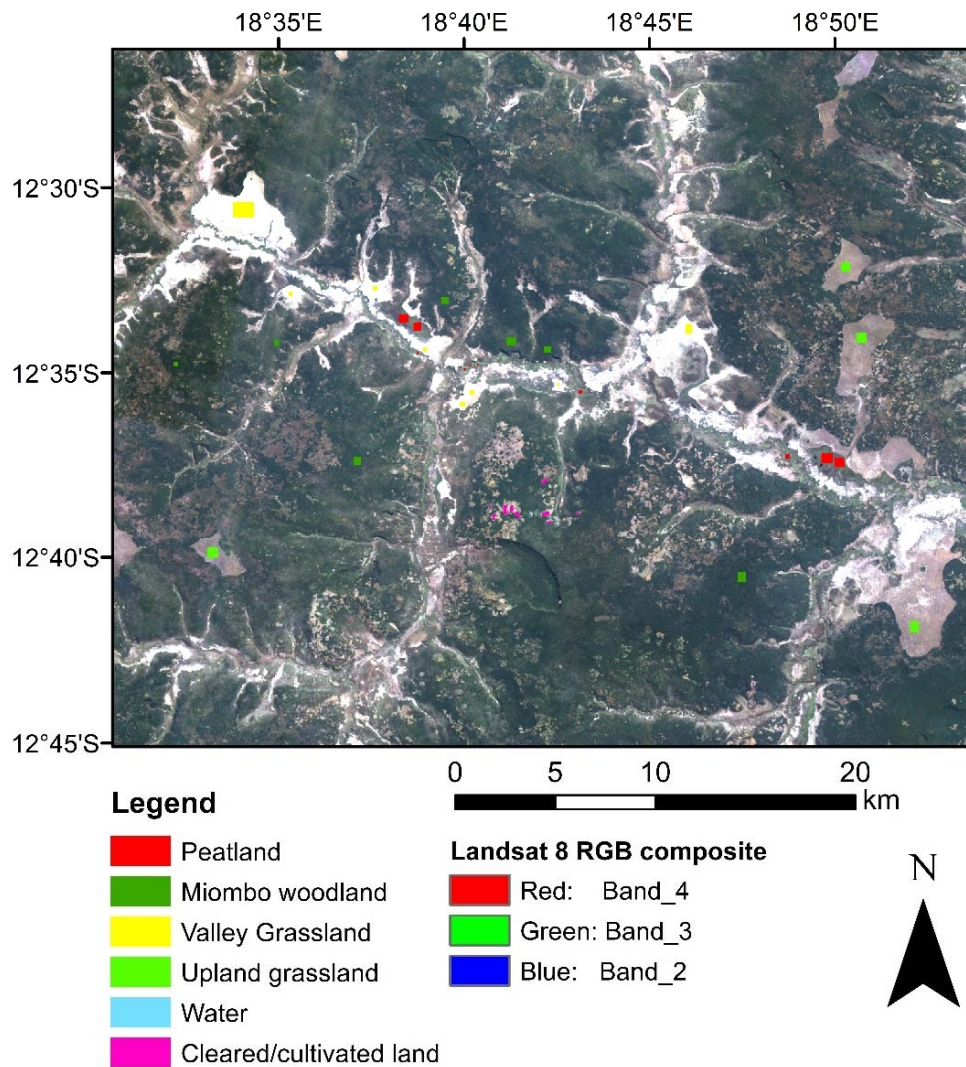 18°35'E 18°40'E 18°45'E 18°50'E
12°30'S
12°35'S
12°40'S
12°45'S
0 5 10 20
km
Legend
Peatland
Miombo woodland
Valley Grassland
Upland grassland
Water
Cleared/cultivated land
Landsat 8 RGB composite
Red: Band_4
Green: Band_3
Blue: Band_2
N